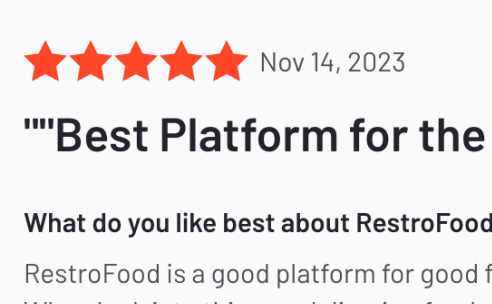 Nov 14, 2023
""Best Platform for the
What do you like best about RestroFood
RestroFood is a good platform for good